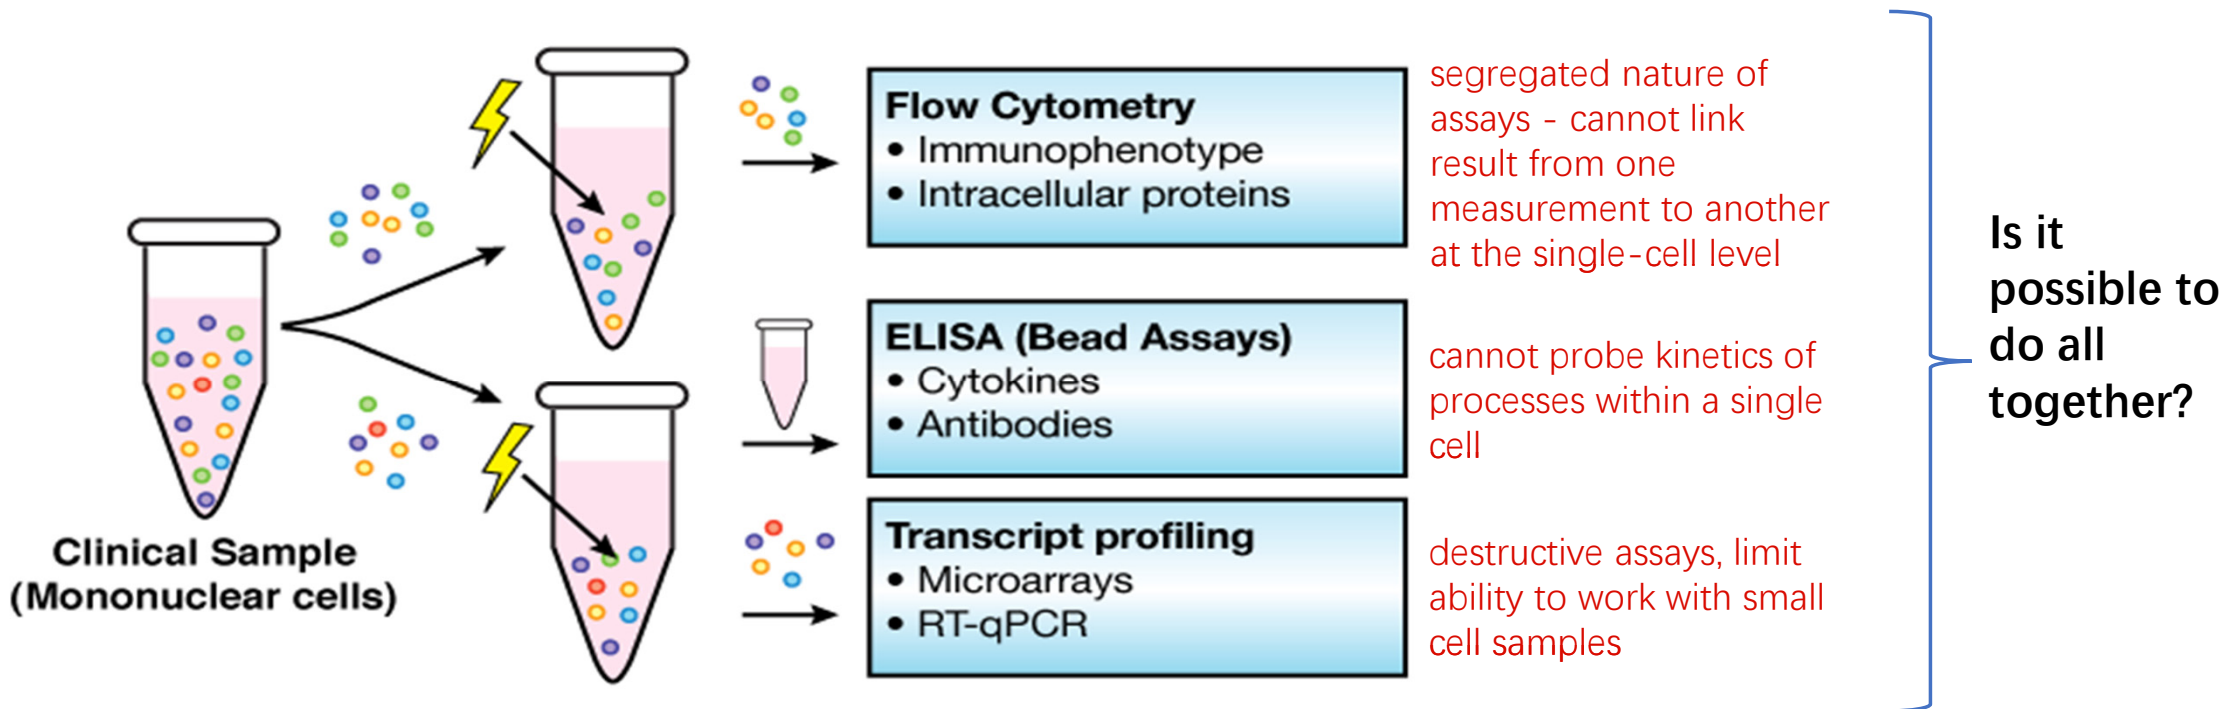 Clinical Sample
(Mononuclear cells)
Flow Cytometry
• Immunophenotype
• Intracellular proteins
segregated nature of
assays - cannot link
result from one
measurement to another
at the single-cell level
ELISA (Bead Assays)
• Cytokines
• Antibodies
cannot probe kinetics of
processes within a single
cell
Transcript profiling
• Microarrays
• RT-qPCR
destructive assays, limit
ability to work with small
cell samples
Is it
possible to
do all
together?